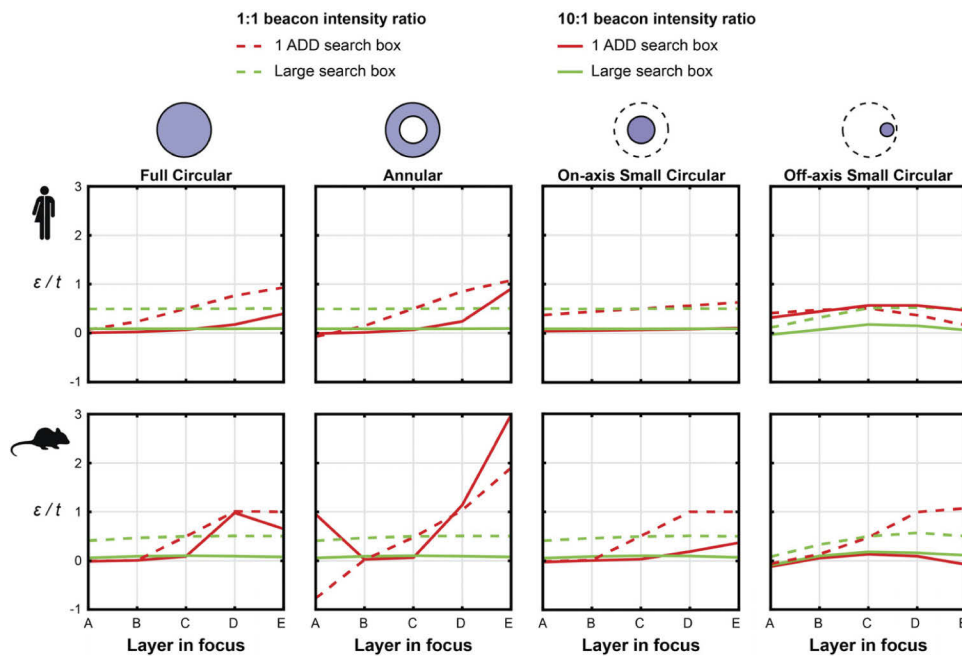 1:1 beacon intensity ratio
10:1 beacon intensity ratio
1 ADD search box
1 ADD search box
Large search box
Large search box
Full Circular
Annular
On-axis Small Circular
Off-axis Small Circular
3
2
ε / t
1
0
-1
3
2
ε / t
1
0
-1
A B C D E
A B C D E
A B C D E
A B C D E
Layer in focus
Layer in focus
Layer in focus
Layer in focus